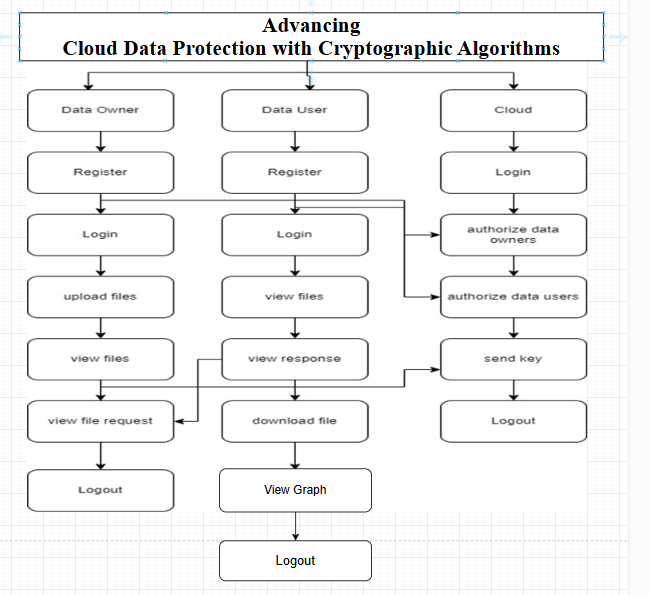 Advancing
Cloud Data Protection with Cryptographic Algorithms
Data Owner
Data User
Cloud
Register
Register
Login
Login
Login
authorize data
owners
upload files
view files
authorize data users
view files
view response
send key
view file request
download file
Logout
Logout
View Graph
Logout